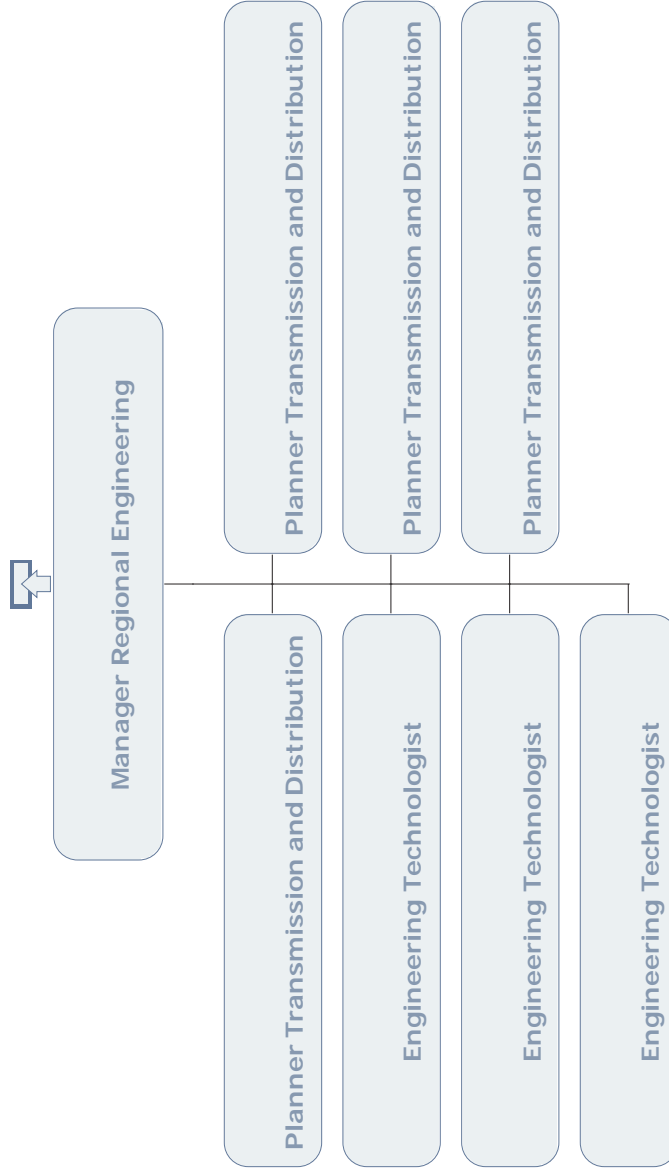 Manager Regional Engineering
Planner Transmission and Distribution
Planner Transmission and Distribution
Engineering Technologist
Planner Transmission and Distribution
Engineering Technologist
Planner Transmission and Distribution
Engineering Technologist